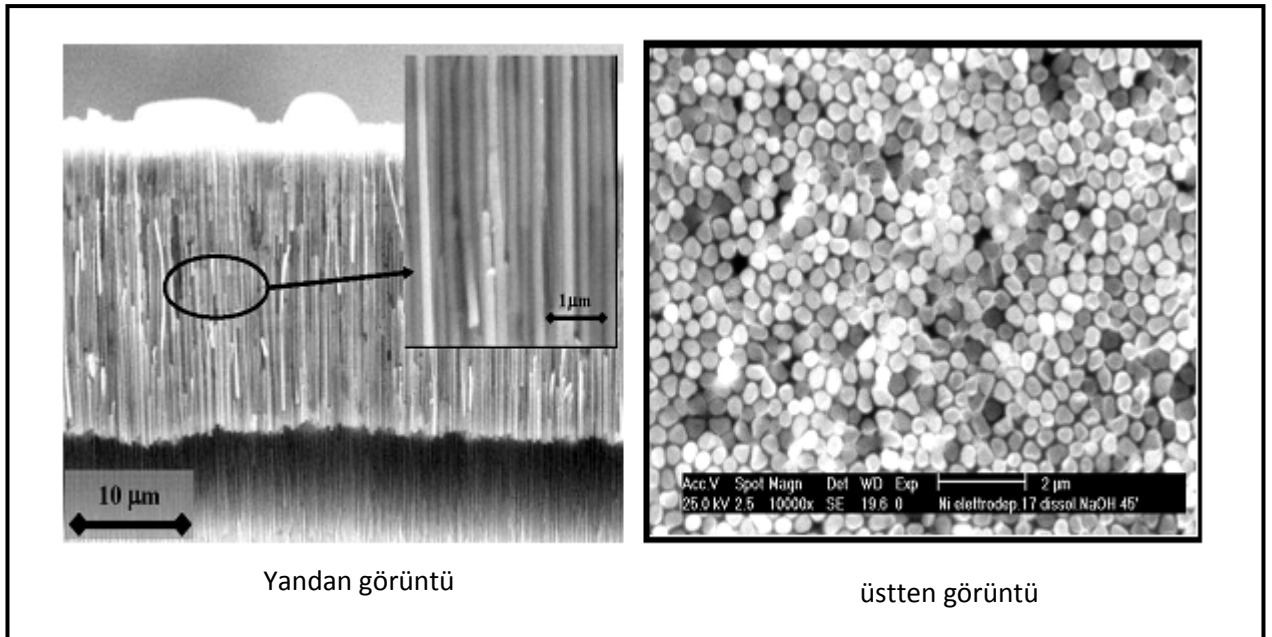 1µm
10 µm
Acc.V Spot Magn Det WD Exp 2 µm
25.0 kV 2.5 10000x SE 19.6 0 Ni elettrodep.17 dissol.NaOH 45'
Yandan görüntü
üstten görüntü